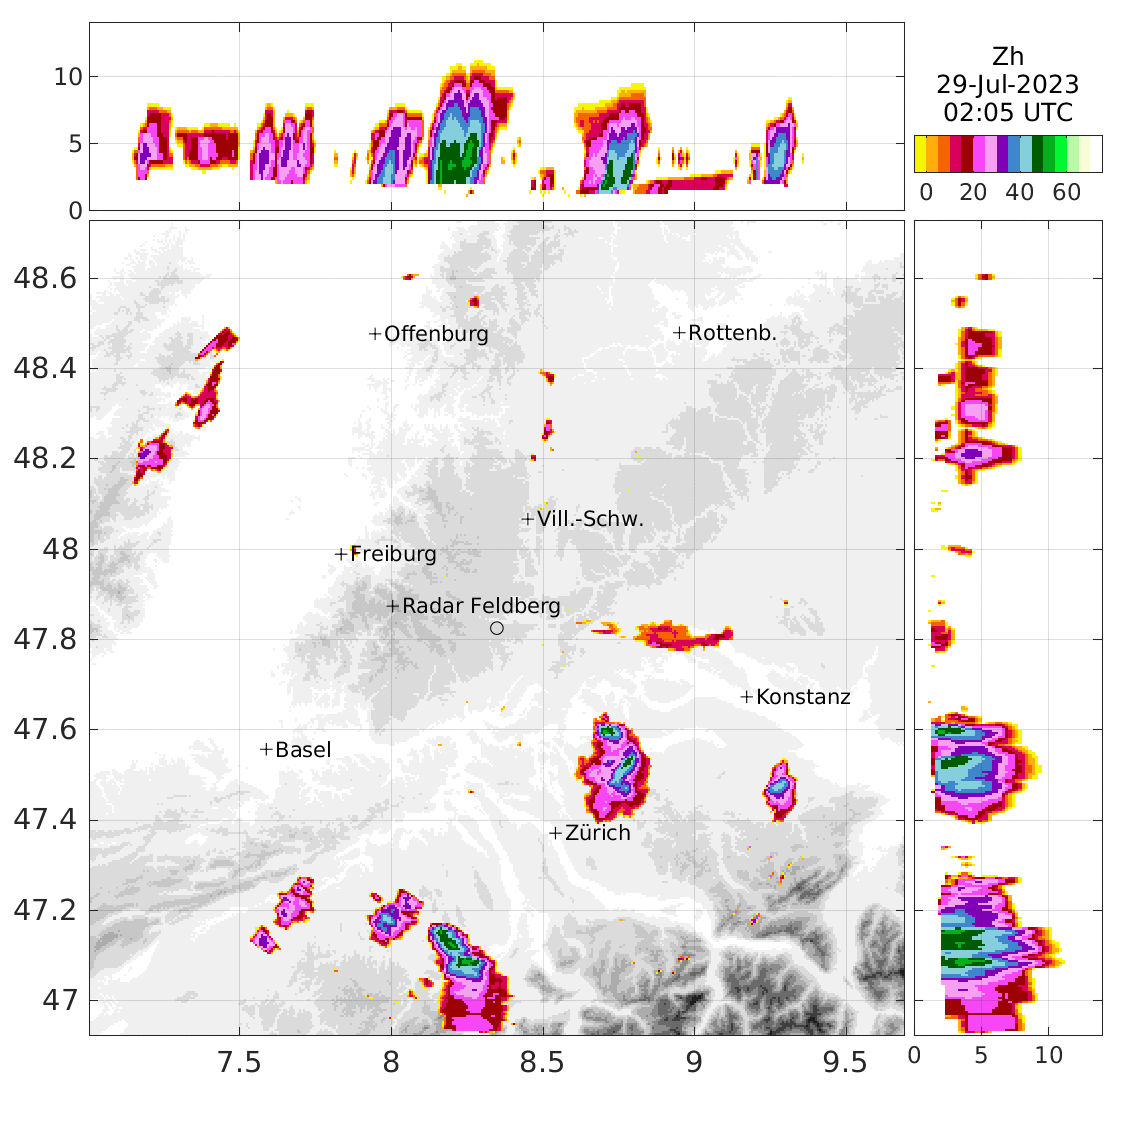 Zh
29-Jul-2023
02:05 UTC
0 20 40 60
10
5
0
48.6
48.4
48.2
48
47.8
47.6
47.4
47.2
47
+Offenburg
+Rottenb.
+Vill.-Schw.
+Freiburg
+Radar Feldberg
+Konstanz
+Basel
+Zürich
7.5 8 8.5 9 9.5
0 5 10